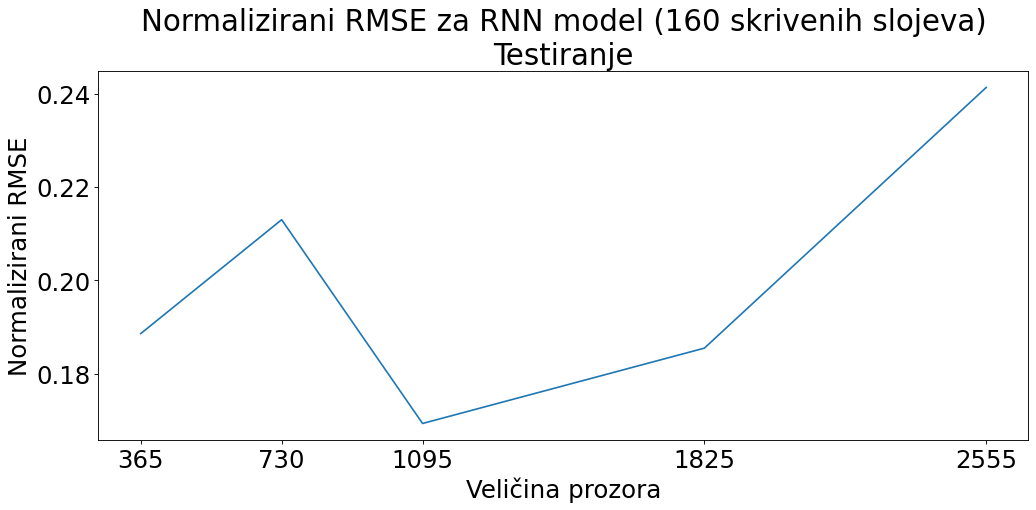 Normalizirani RMSE za RNN model (160 skrivenih slojeva)
Testiranje
Normalizirani RMSE
0.24
0.22
0.20
0.18
365 730 1095 1825 2555
Veličina prozora